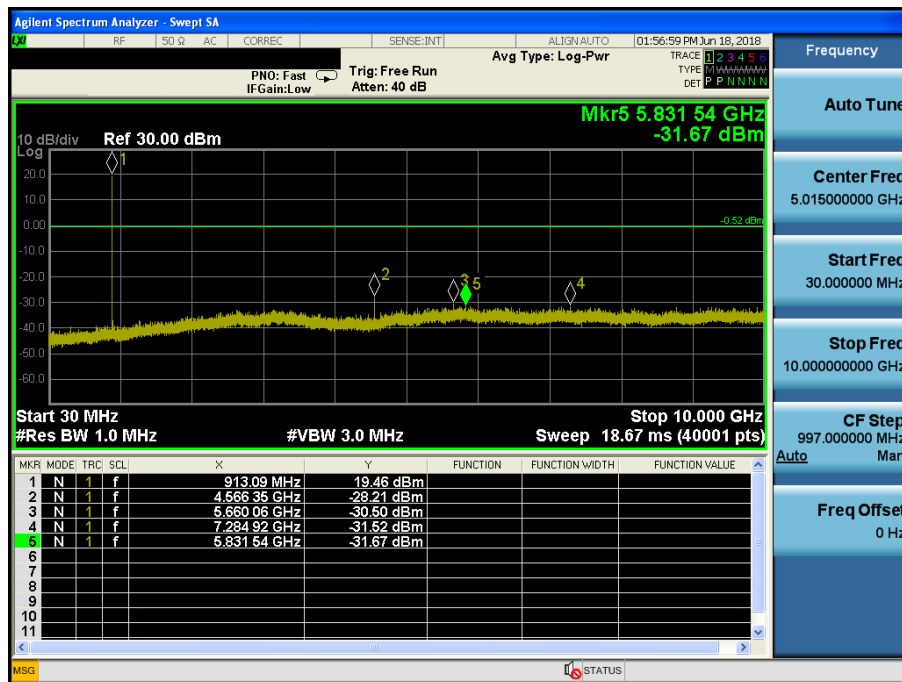 Agilent Spectrum Analyzer - Swept SA
LXI RF 50 Ω AC CORREC SENSE:INT ALIGN AUTO 01:56:59 PM Jun 18, 2018
Frequency
Avg Type: Log-Pwr
TRACE 1 2 3 4 5 6
PNO: Fast Trig: Free Run
TYPE M W W W W W
IFGain:Low Atten: 40 dB
DET P P N N N N
Auto Tune
Mkr5 5.831 54 GHz
-31.67 dBm
10 dB/div Ref 30.00 dBm
Log
1
20.0
10.0
0.00
-0.52 dBm
-10.0
-20.0
2
3
5
4
-30.0
-40.0
-50.0
-60.0
Center Freq
5.015000000 GHz
Start Freq
30.000000 MHz
Stop Freq
10.000000000 GHz
Start 30 MHz Stop 10.000 GHz
#Res BW 1.0 MHz #VBW 3.0 MHz Sweep 18.67 ms (40001 pts)
CF Step
997.000000 MHz
Auto Man
MKR MODE TRC SCL X Y FUNCTION FUNCTION WIDTH FUNCTION VALUE
1 N 1 f 913.09 MHz 19.46 dBm
2 N 1 f 4.566 35 GHz -28.21 dBm
3 N 1 f 5.660 06 GHz -30.50 dBm
4 N 1 f 7.284 92 GHz -31.52 dBm
5 N 1 f 5.831 54 GHz -31.67 dBm
6
7
8
9
10
11
Freq Offset
0 Hz
MSG STATUS